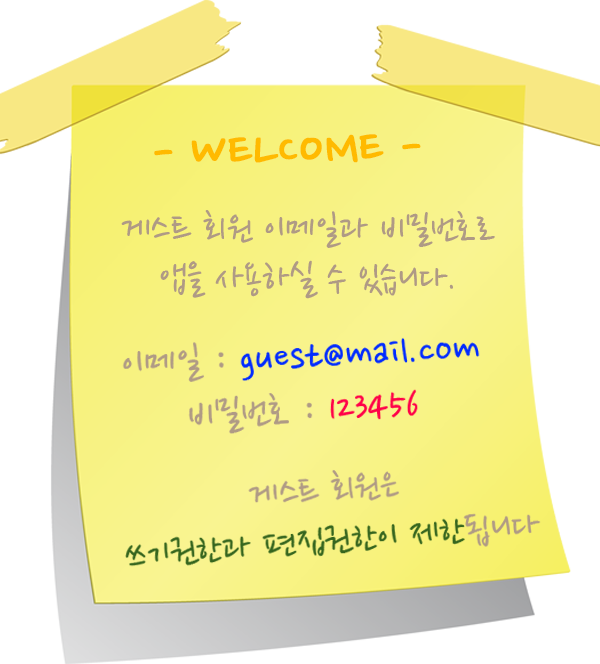 - WELCOME -
게스트 회원 이메일과 비밀번호로
앱을 사용하실 수 있습니다.
이메일 : guest@mail.com
비밀번호 : 123456
게스트 회원은
쓰기권한과 편집권한이 제한됩니다